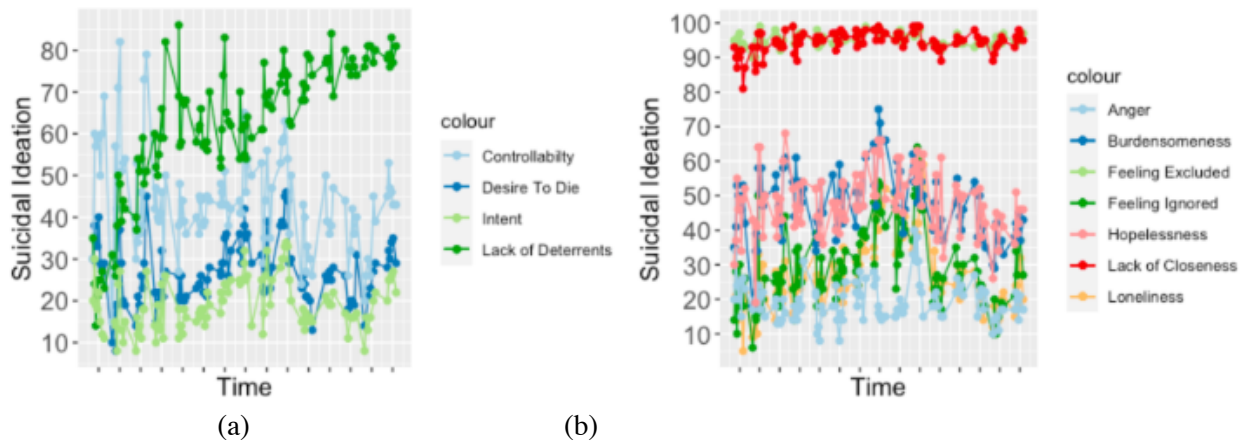 Suicidal Ideation
80
70
60
50
40
30
20
10
Time
colour
Controllabilty
Desire To Die
Intent
Lack of Deterrents
(a)
Suicidal Ideation
100
90
80
70
60
50
40
30
20
10
Time
colour
Anger
Burdensomeness
Feeling Excluded
Feeling Ignored
Hopelessness
Lack of Closeness
Loneliness
(b)